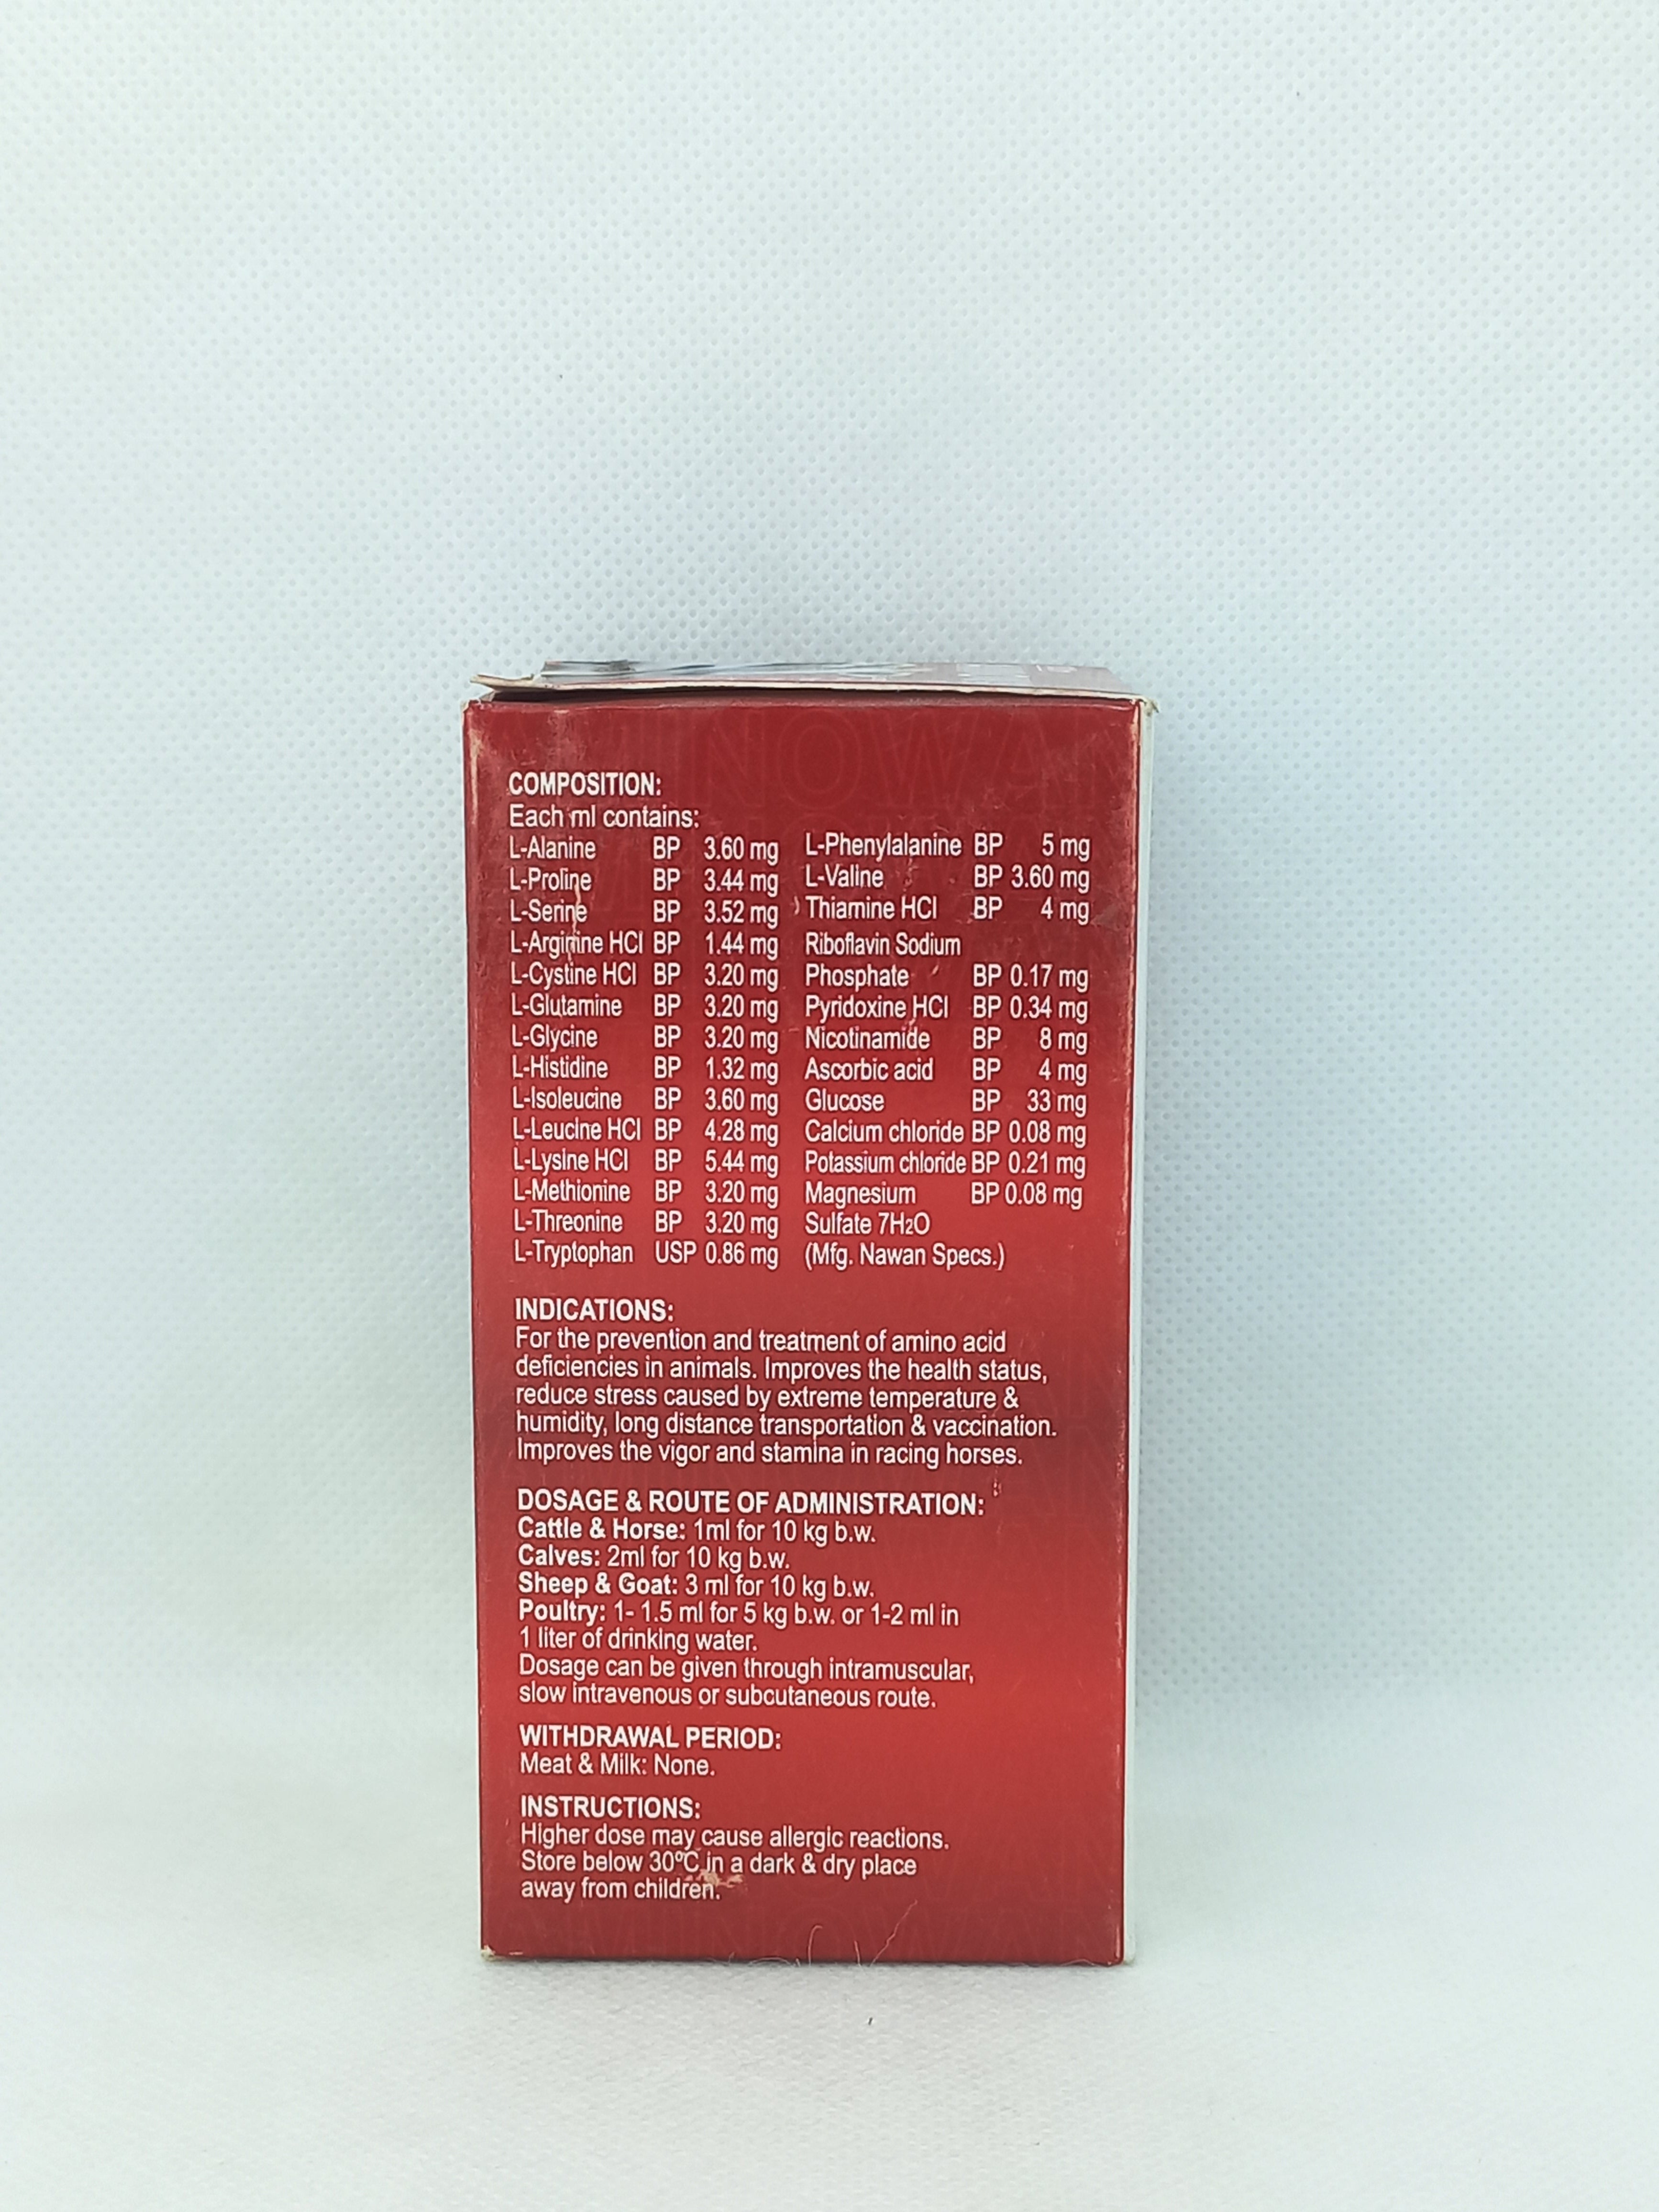 COMPOSITION:
Each ml contains:
L-Alanine BP 3.60 mg
L-Proline BP 3.44 mg
L-Serine BP 3.52 mg
L-Arginine HCl BP 1.44 mg
L-Cystine HCl BP 3.20 mg
L-Glutamine BP 3.20 mg
L-Glycine BP 3.20 mg
L-Histidine BP 1.32 mg
L-Isoleucine BP 3.60 mg
L-Leucine HCl BP 4.28 mg
L-Lysine HCl BP 5.44 mg
L-Methionine BP 3.20 mg
L-Threonine BP 3.20 mg
L-Tryptophan USP 0.86 mg
L-Phenylalanine BP 5 mg
L-Valine BP 3.60 mg
Thiamine HCl BP 4 mg
Riboflavin Sodium
Phosphate BP 0.17 mg
Pyridoxine HCl BP 0.34 mg
Nicotinamide BP 8 mg
Ascorbic acid BP 4 mg
Glucose BP 33 mg
Calcium chloride BP 0.08 mg
Potassium chloride BP 0.21 mg
Magnesium BP 0.08 mg
Sulfate 7H2O
(Mfg. Nawan Specs.)
INDICATIONS:
For the prevention and treatment of amino acid
deficiencies in animals. Improves the health status,
reduce stress caused by extreme temperature &
humidity, long distance transportation & vaccination.
Improves the vigor and stamina in racing horses.
DOSAGE & ROUTE OF ADMINISTRATION:
Cattle & Horse: 1ml for 10 kg b.w.
Calves: 2ml for 10 kg b.w.
Sheep & Goat: 3 ml for 10 kg b.w.
Poultry: 1- 1.5 ml for 5 kg b.w. or 1-2 ml in
1 liter of drinking water.
Dosage can be given through intramuscular,
slow intravenous or subcutaneous route.
WITHDRAWAL PERIOD:
Meat & Milk: None.
INSTRUCTIONS:
Higher dose may cause allergic reactions.
Store below 30ºC in a dark & dry place
away from children.